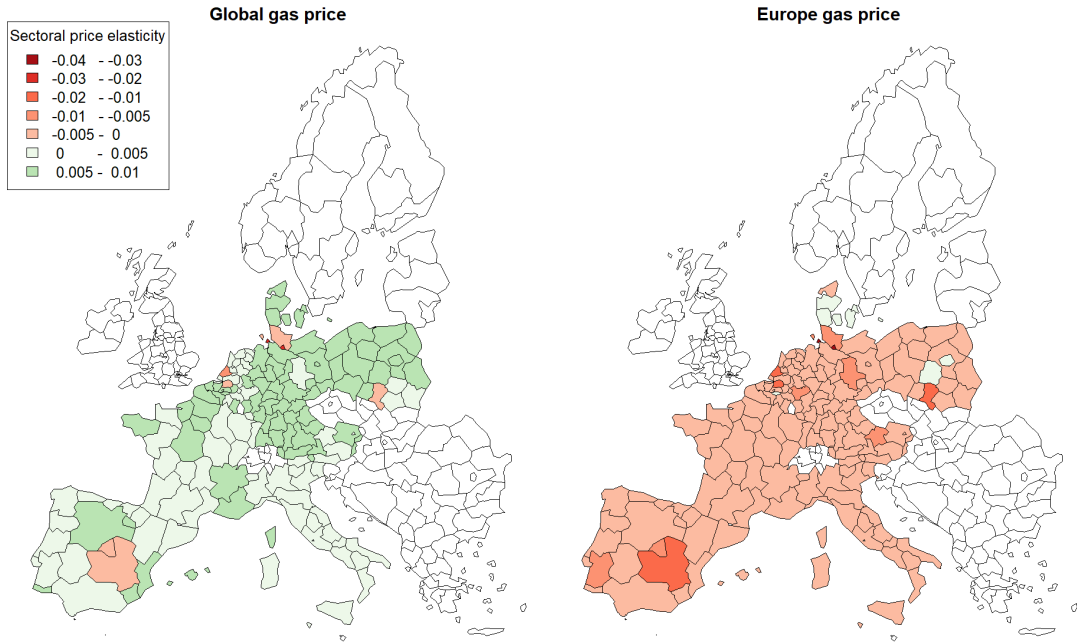 Global gas price
Europe gas price
Sectoral price elasticity
-0.04 - -0.03
-0.03 - -0.02
-0.02 - -0.01
-0.01 - -0.005
-0.005 - 0
0 - 0.005
0.005 - 0.01